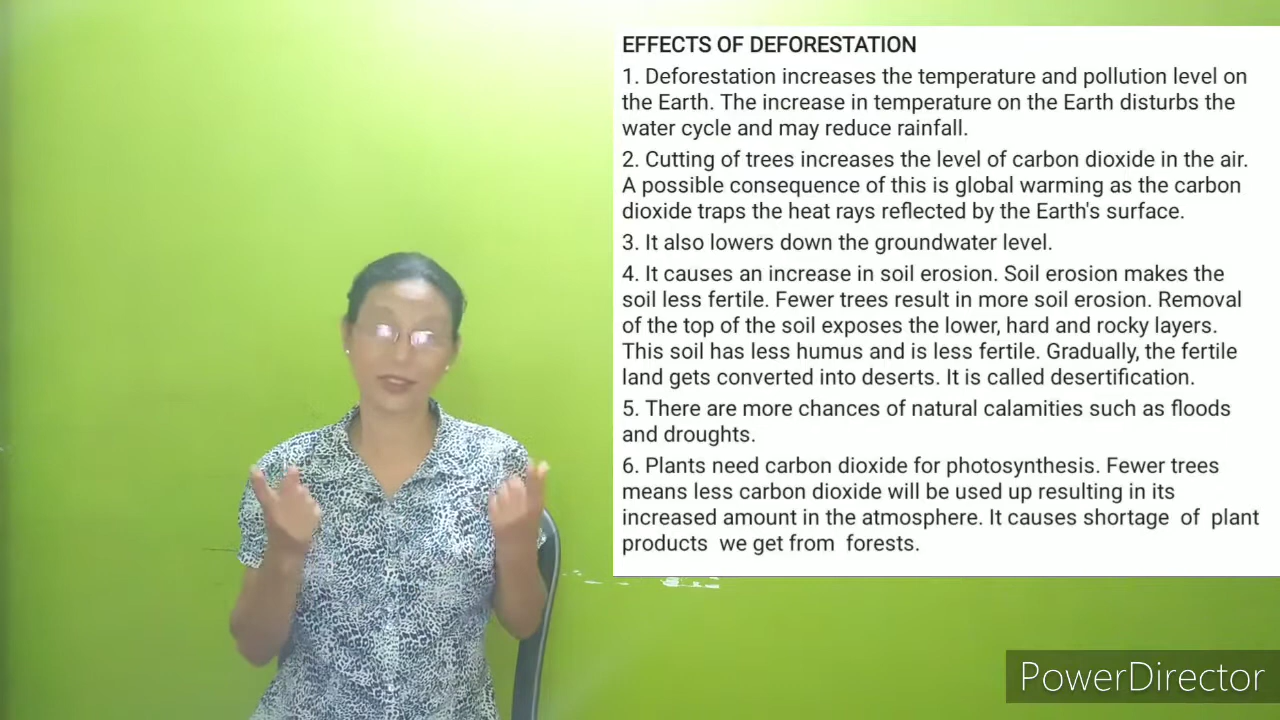 EFFECTS OF DEFORESTATION
1. Deforestation increases the temperature and pollution level on
the Earth. The increase in temperature on the Earth disturbs the
water cycle and may reduce rainfall.
2. Cutting of trees increases the level of carbon dioxide in the air.
A possible consequence of this is global warming as the carbon
dioxide traps the heat rays reflected by the Earth's surface.
3. It also lowers down the groundwater level.
4. It causes an increase in soil erosion. Soil erosion makes the
soil less fertile. Fewer trees result in more soil erosion. Removal
of the top of the soil exposes the lower, hard and rocky layers.
This soil has less humus and is less fertile. Gradually, the fertile
land gets converted into deserts. It is called desertification.
5. There are more chances of natural calamities such as floods
and droughts.
6. Plants need carbon dioxide for photosynthesis. Fewer trees
means less carbon dioxide will be used up resulting in its
increased amount in the atmosphere. It causes shortage of plant
products we get from forests.
PowerDirector